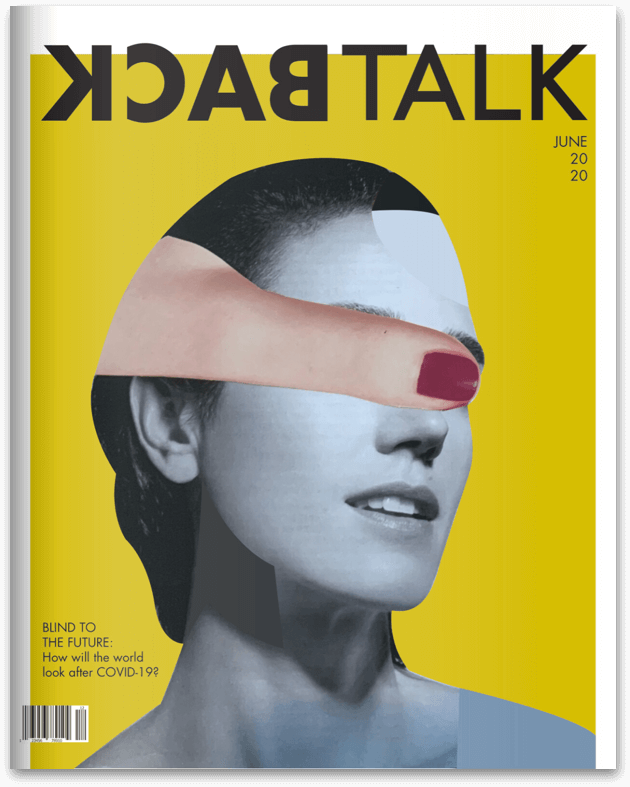 BACKTALK
JUNE
20
20
BLIND TO
THE FUTURE:
How will the world
look after COVID-19?